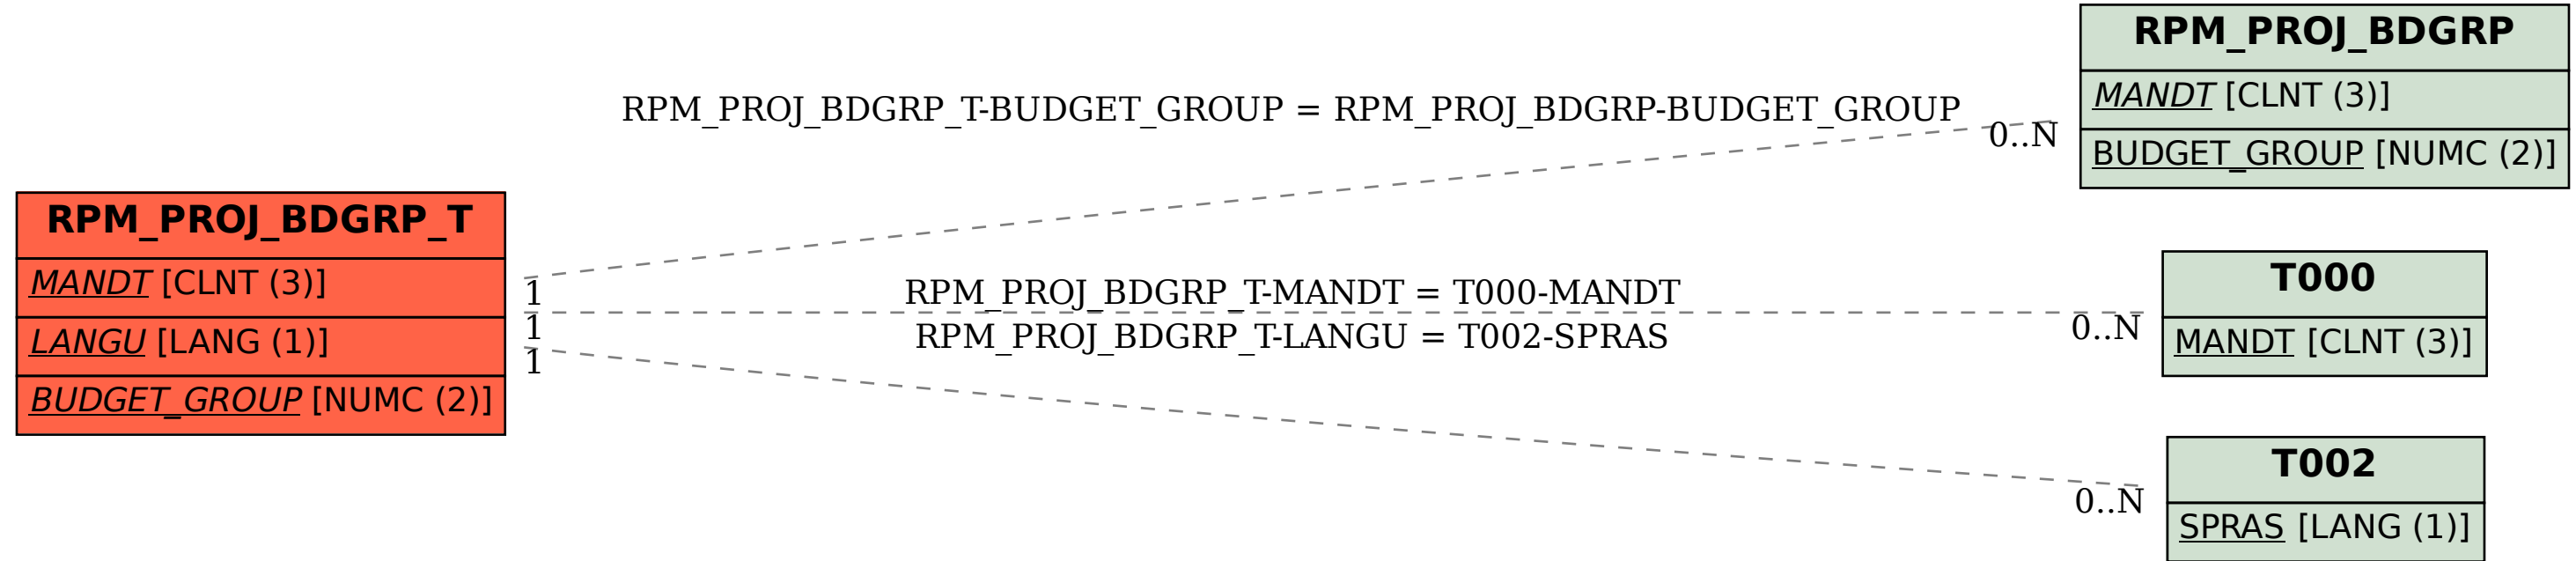 RPM_PROJ_BDGRP_T
MANDT [CLNT (3)]
LANGU [LANG (1)]
BUDGET_GROUP [NUMC (2)]
RPM_PROJ_BDGRP_T-BUDGET_GROUP = RPM_PROJ_BDGRP-BUDGET_GROUP
0..N
1
RPM_PROJ_BDGRP_T-MANDT = T000-MANDT
1
0..N
RPM_PROJ_BDGRP_T-LANGU = T002-SPRAS
1
0..N
RPM_PROJ_BDGRP
MANDT [CLNT (3)]
BUDGET_GROUP [NUMC (2)]
T000
MANDT [CLNT (3)]
T002
SPRAS [LANG (1)]